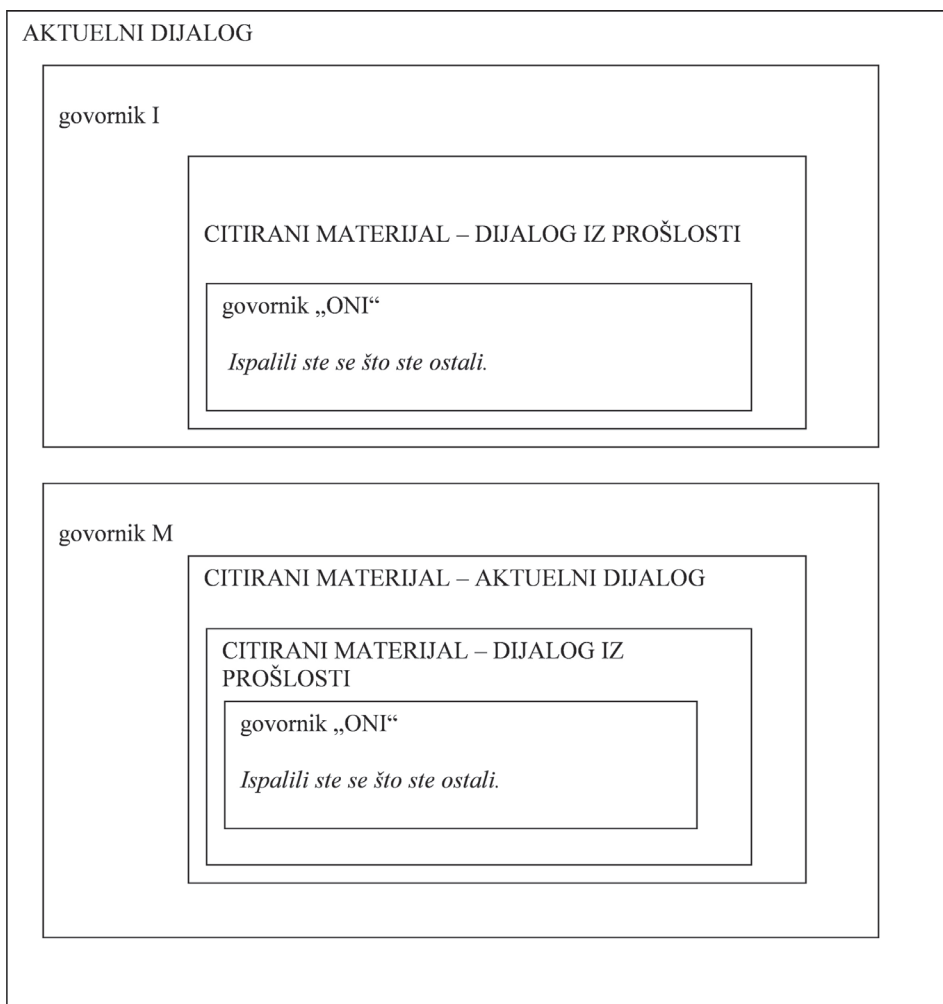 AKTUELNI DIJALOG
govornik I
CITIRANI MATERIJAL – DIJALOG IZ PROŠLOSTI
govornik „ONI“
Ispalili ste se što ste ostali.
govornik M
CITIRANI MATERIJAL – AKTUELNI DIJALOG
CITIRANI MATERIJAL – DIJALOG IZ
PROŠLOSTI
govornik „ONI“
Ispalili ste se što ste ostali.